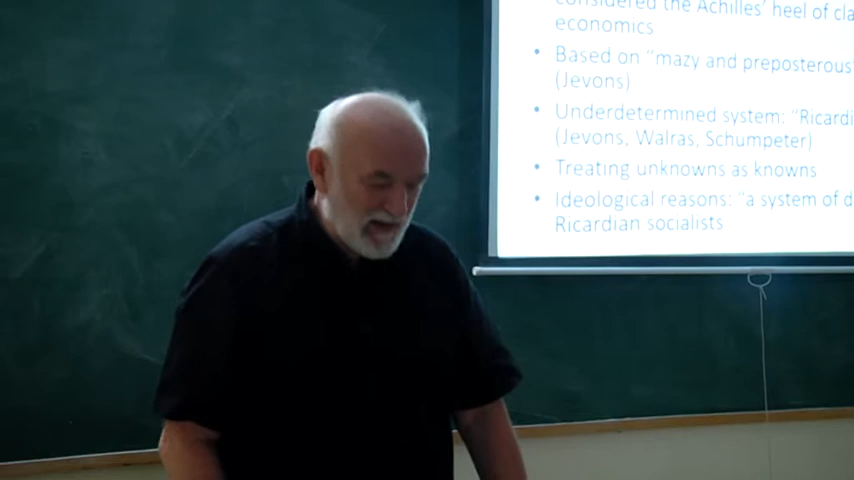 considered the Achilles' heel of cla
economics
• Based on "mazy and preposterous"
(Jevons)
• Underdetermined system: "Ricardi
(Jevons, Walras, Schumpeter)
• Treating unknowns as knowns
• Ideological reasons: "a system of d
Ricardian socialists